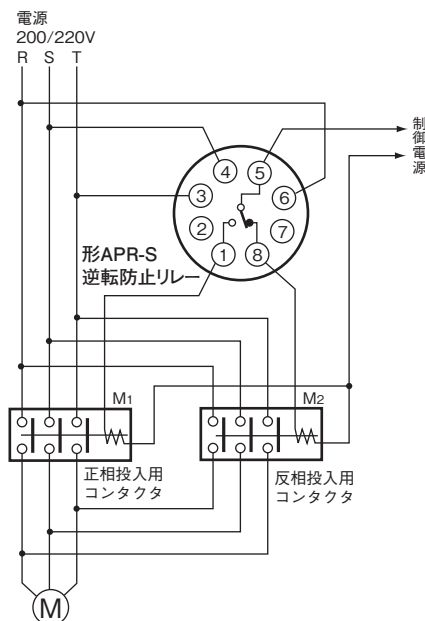 電源
200/220V
R S T
制御電源
4 5
3 6
2 7
1 8
形APR-S
逆転防止リレー
M1 M2
正相投入用
コンタクタ
反相投入用
コンタクタ
M